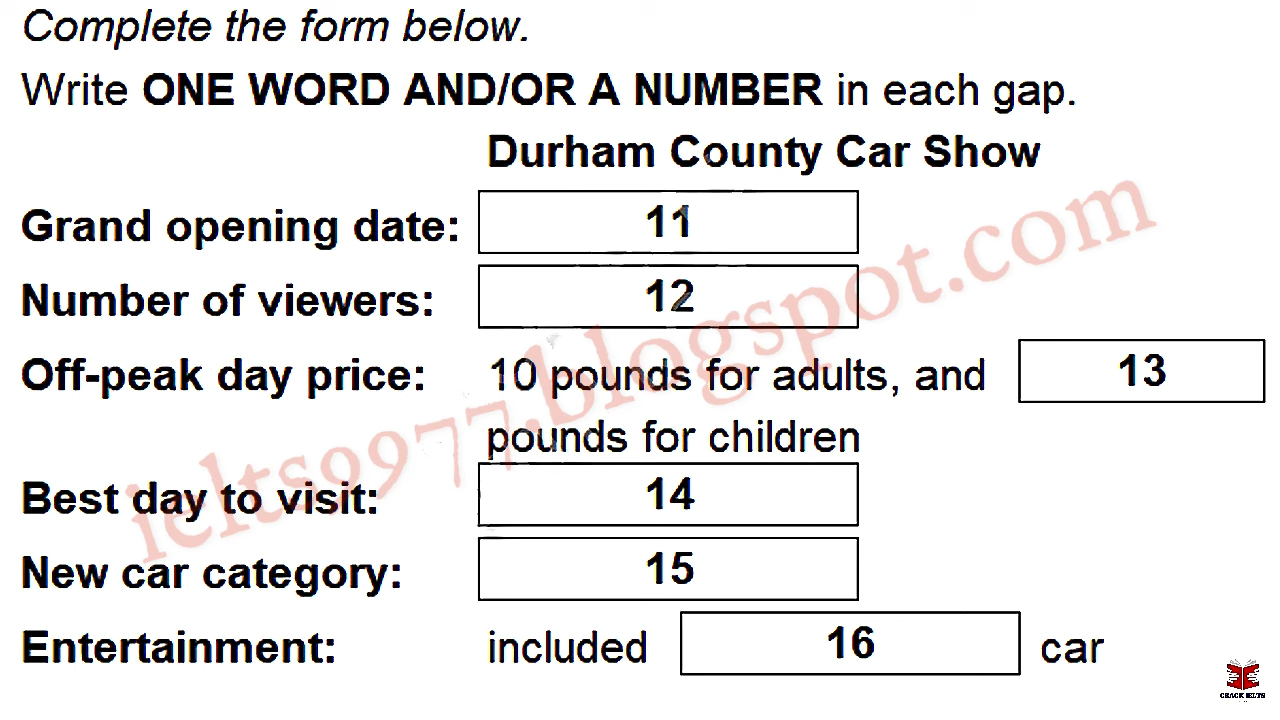 Complete the form below.
Write ONE WORD AND/OR A NUMBER in each gap.
Durham County Car Show
Grand opening date: 11
Number of viewers: 12
Off-peak day price: 10 pounds for adults, and 13
pounds for children
Best day to visit: 14
New car category: 15
Entertainment: included 16 car
ielts9977.blogspot.com
CRACK IELTS